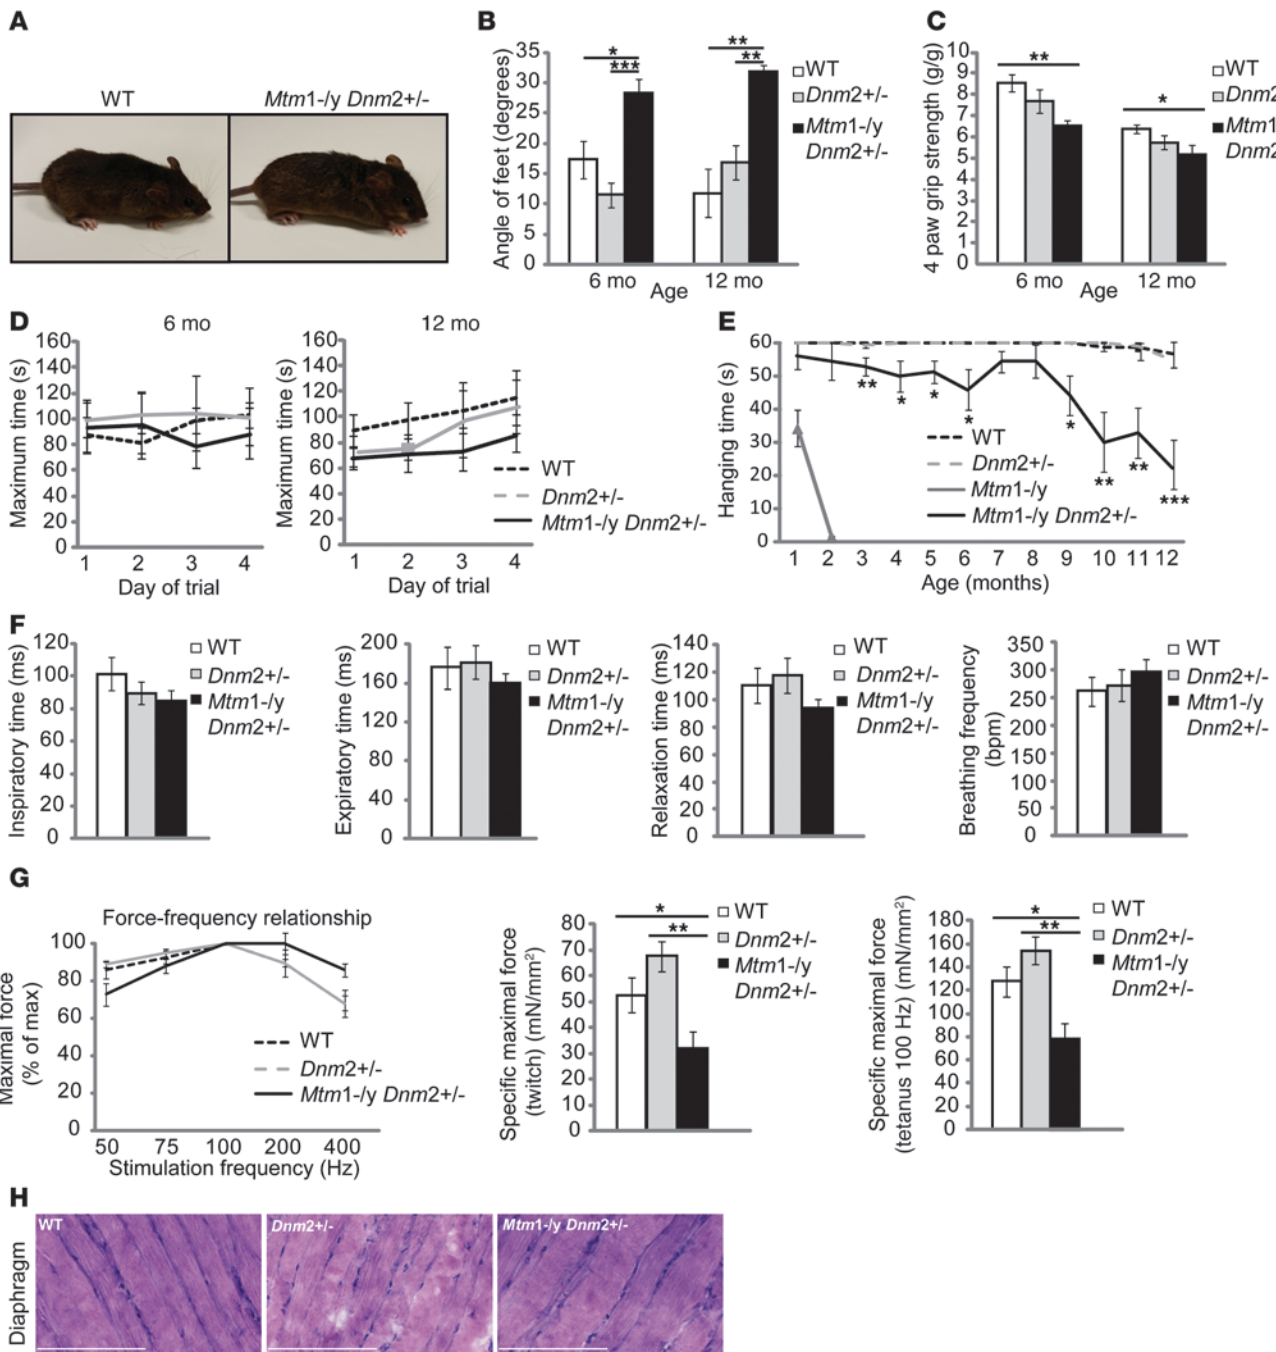 A
WT
Mtm1-/y Dnm2+/-
B
Angle of feet (degrees)
35
30
25
20
15
10
5
0
*
***
**
**
6 mo
12 mo
Age
WT
Dnm2+/-
Mtm1-/y
Dnm2+/-
C
4 paw grip strength (g/g)
10
9
8
7
6
5
4
3
2
1
0
**
*
6 mo
12 mo
Age
WT
Dnm2
Mtm1
Dnm2
D
6 mo
Maximum time (s)
160
140
120
100
80
60
40
20
0
1 2 3 4
Day of trial
12 mo
Maximum time (s)
160
140
120
100
80
60
40
20
0
1 2 3 4
Day of trial
WT
Dnm2+/-
Mtm1-/y Dnm2+/-
E
Hanging time (s)
60
50
40
30
20
10
0
** * * * * ** ** ***
WT
Dnm2+/-
Mtm1-/y
Mtm1-/y Dnm2+/-
1 2 3 4 5 6 7 8 9 10 11 12
Age (months)
F
Inspiratory time (ms)
120
100
80
60
40
20
0
WT
Dnm2+/-
Mtm1-/y
Dnm2+/-
Expiratory time (ms)
200
160
120
80
40
0
WT
Dnm2+/-
Mtm1-/y
Dnm2+/-
Relaxation time (ms)
140
120
100
80
60
40
20
0
WT
Dnm2+/-
Mtm1-/y
Dnm2+/-
Breathing frequency
(bpm)
350
300
250
200
150
100
50
0
WT
Dnm2+/-
Mtm1-/y
Dnm2+/-
G
Force-frequency relationship
Maximal force
(% of max)
100
80
60
40
20
0
WT
Dnm2+/-
Mtm1-/y Dnm2+/-
50 75 100 200 400
Stimulation frequency (Hz)
Specific maximal force
(twitch) (mN/mm²)
80
70
60
50
40
30
20
10
0
*
**
WT
Dnm2+/-
Mtm1-/y
Dnm2+/-
Specific maximal force
(tetanus 100 Hz) (mN/mm²)
180
160
140
120
100
80
60
40
20
0
*
**
WT
Dnm2+/-
Mtm1-/y
Dnm2+/-
H
Diaphragm
WT
Dnm2+/-
Mtm1-/y Dnm2+/-